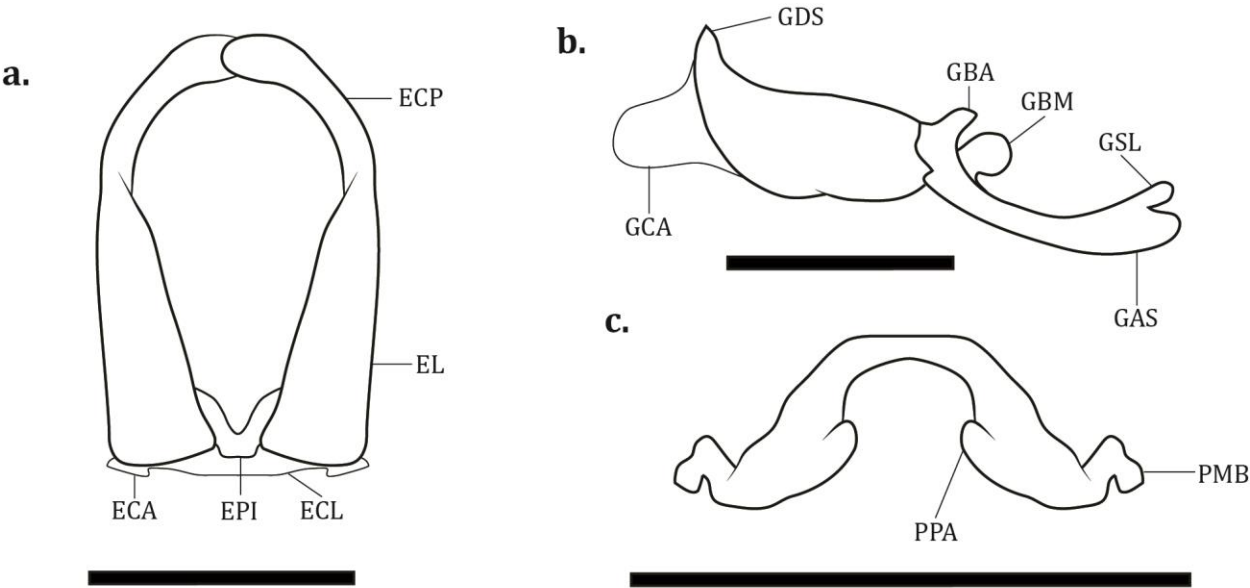 a.
ECP
EL
ECA
EPI
ECL
b.
GDS
GBA
GBM
GSL
GCA
GAS
c.
PMB
PPA